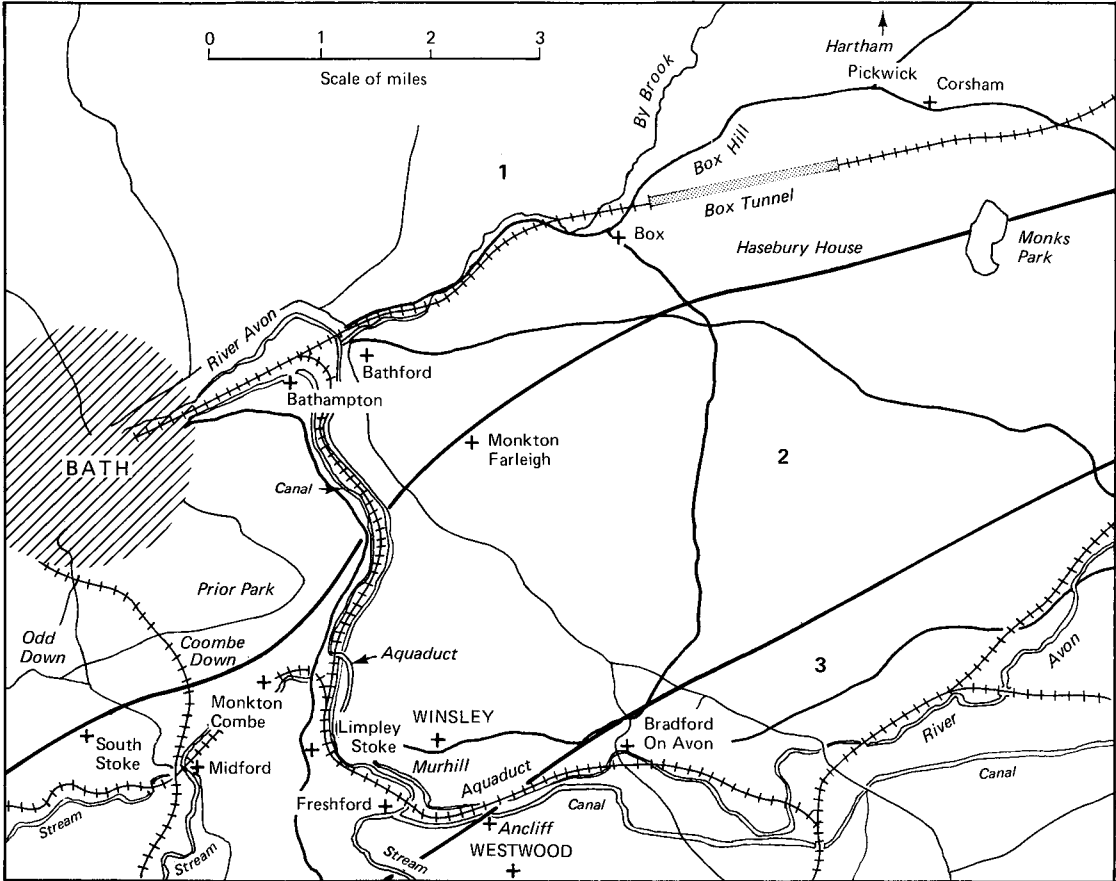 0 1 2 3
Scale of miles
Hartham
Pickwick
Corsham
By Brook
Box Hill
1
Box Tunnel
Box
Hasebury House
Monks
Park
River Avon
Bathford
Bathampton
BATH
Monkton
Farleigh
2
Canal
Prior Park
Odd
Down
Coombe
Down
Aquaduct
3
Avon
Monkton
Combe
Limpley
Stoke
WINSLEY
Bradford
On Avon
River
South
Stoke
Midford
Murhill
Aquaduct
Canal
Freshford
Canal
Stream
Ancliff
WESTWOOD
Stream
Stream